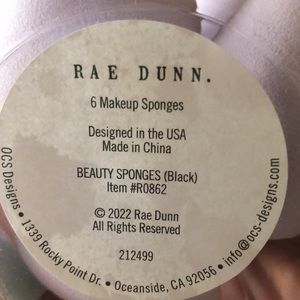 RAE DUNN.
6 Makeup Sponges
Designed in the USA
Made in China
BEAUTY SPONGES (Black)
Item #R0862
© 2022 Rae Dunn
All Rights Reserved
212499
OCS Designs • 1339 Rocky Point Dr. • Oceanside, CA 92056 • info@ocs-designs.com